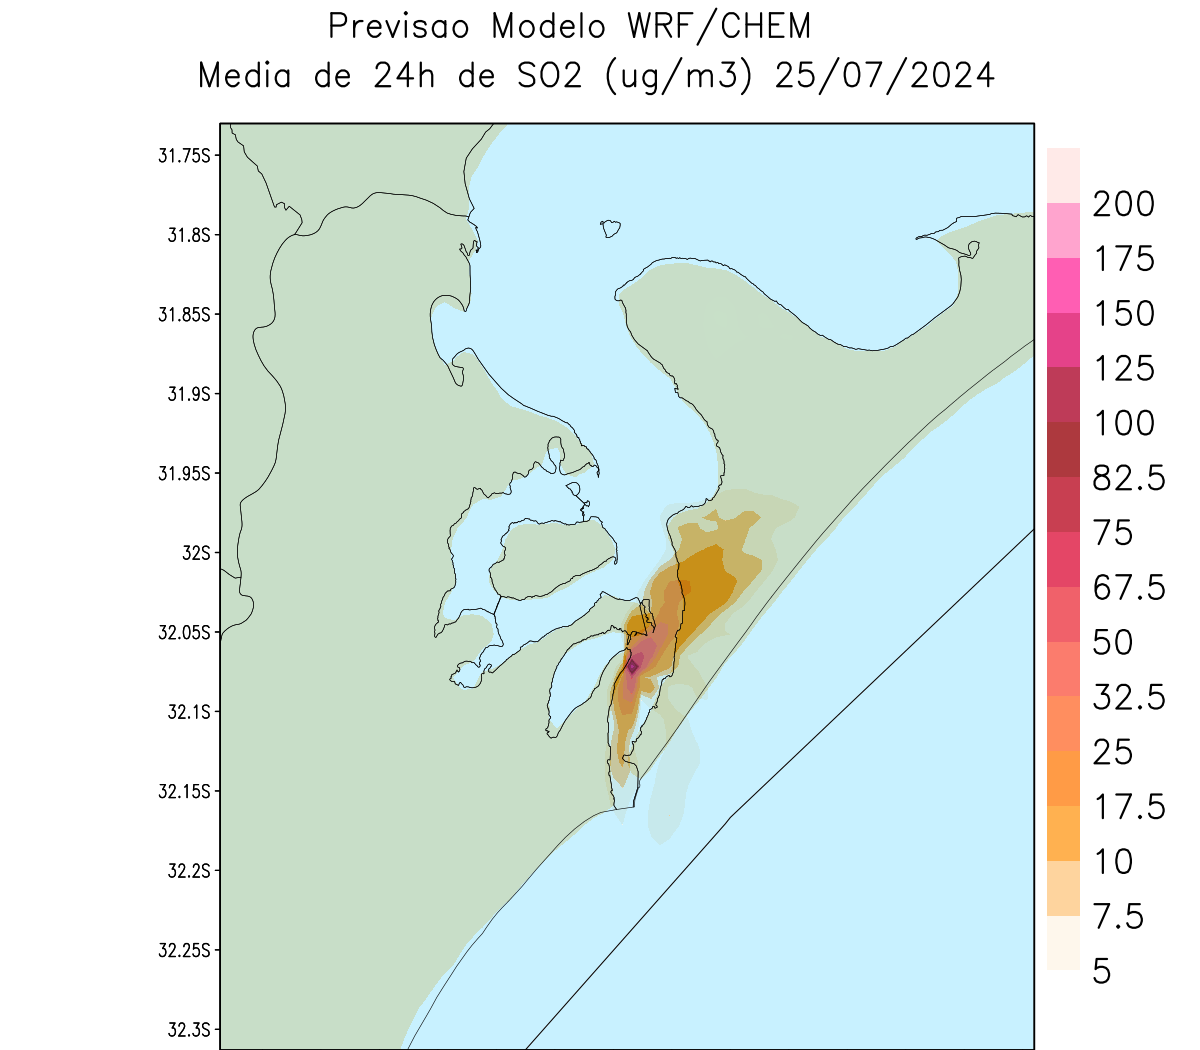 Previsao Modelo WRF/CHEM
Media de 24h de SO2 (ug/m3) 25/07/2024
31.75S
31.8S
31.85S
31.9S
31.95S
32S
32.05S
32.1S
32.15S
32.2S
32.25S
32.3S
200
175
150
125
100
82.5
75
67.5
50
32.5
25
17.5
10
7.5
5